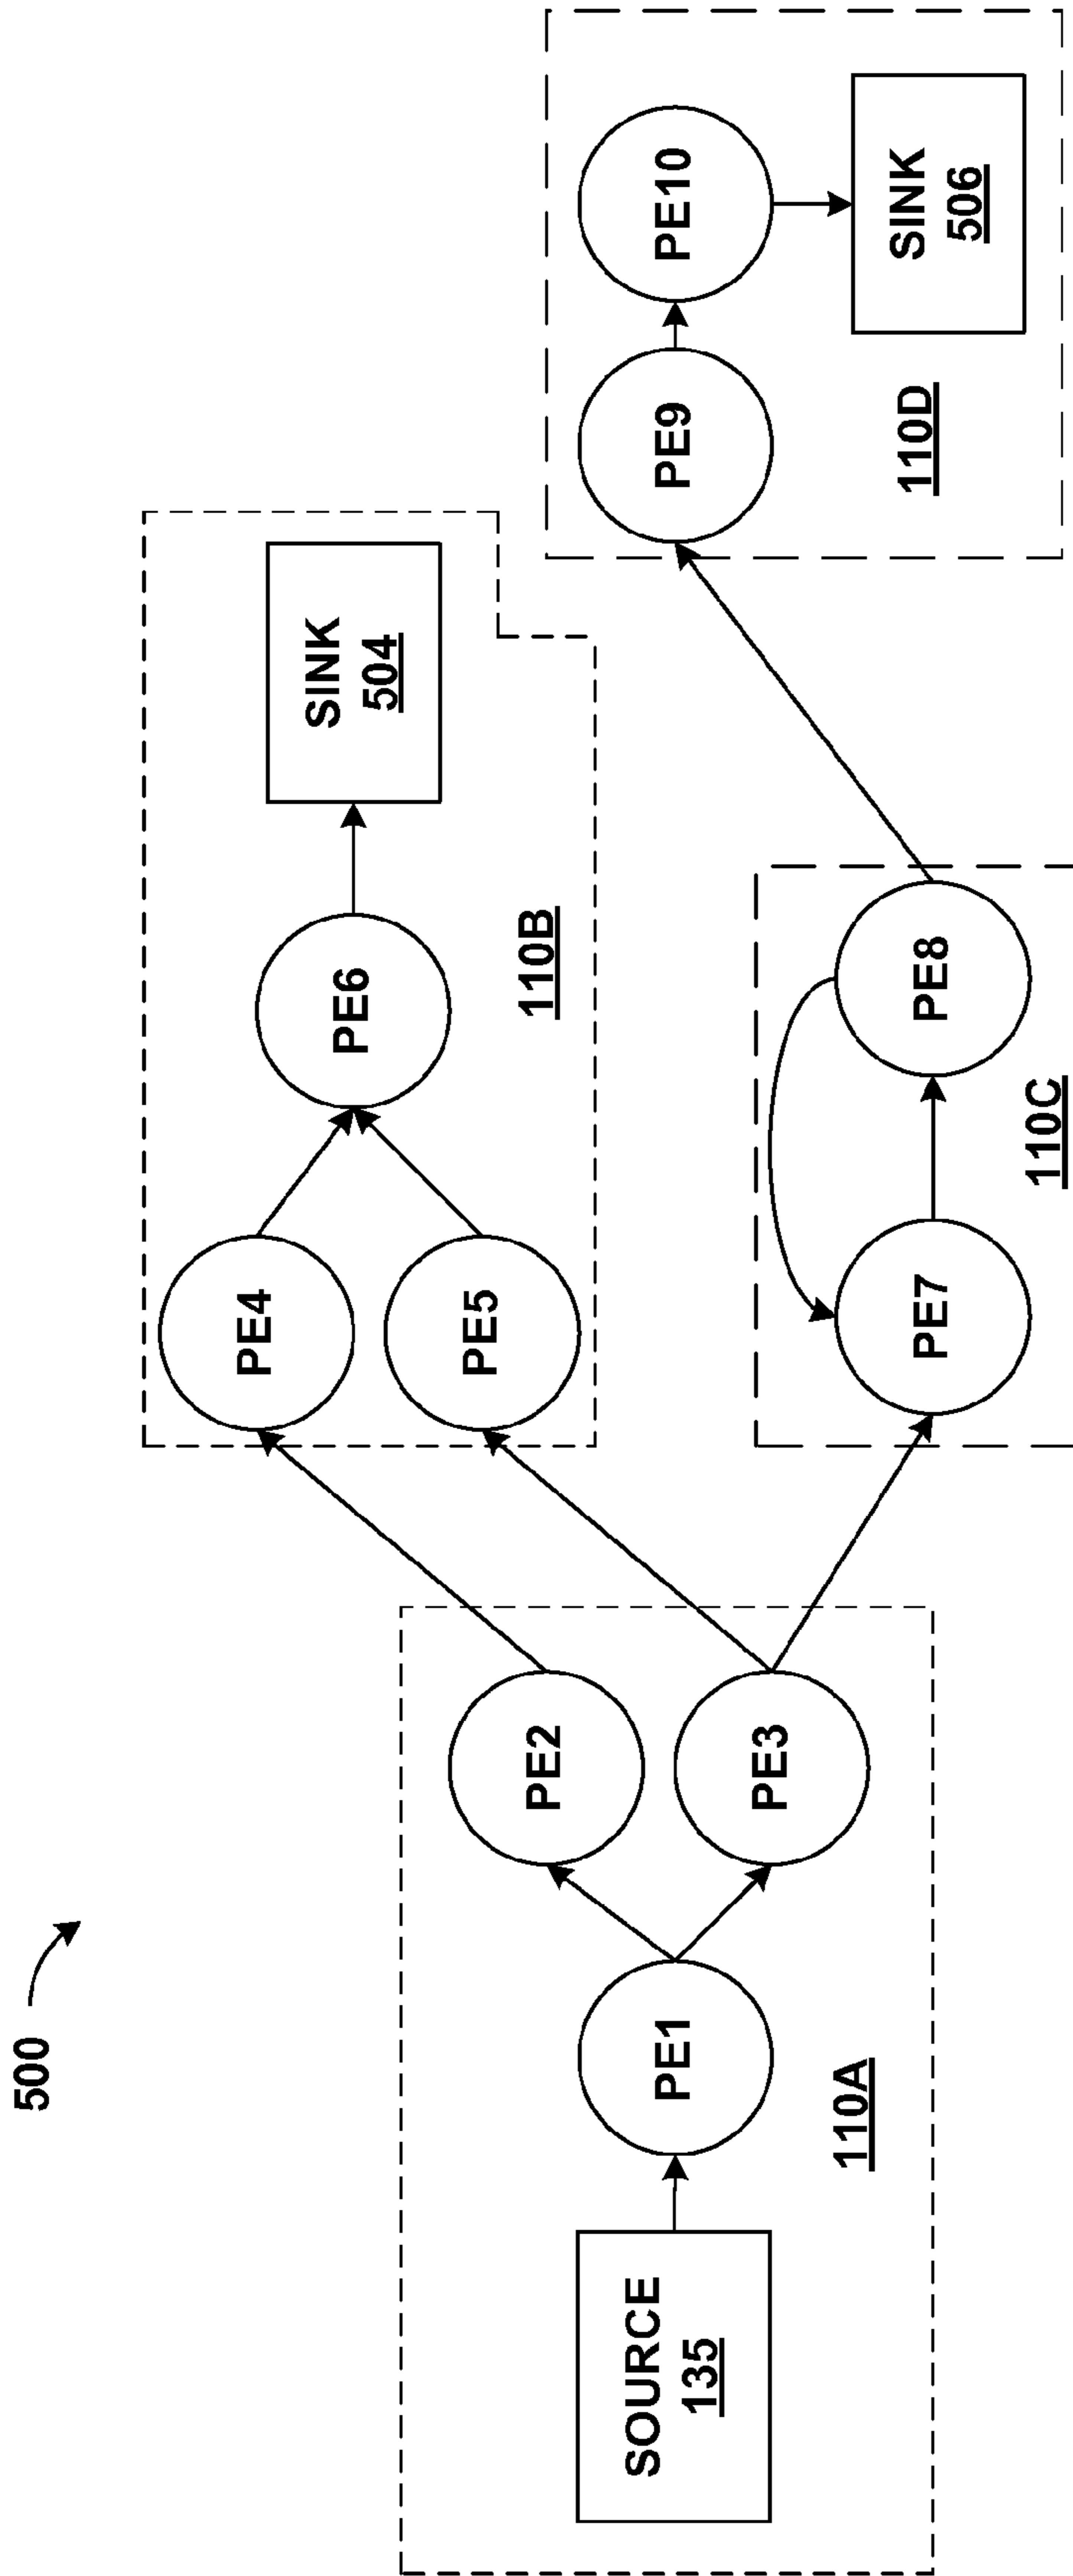 500
SOURCE
135
PE1
PE2
PE3
110A
PE4
PE5
PE6
SINK
504
110B
PE7
PE8
110C
PE9
PE10
SINK
506
110D